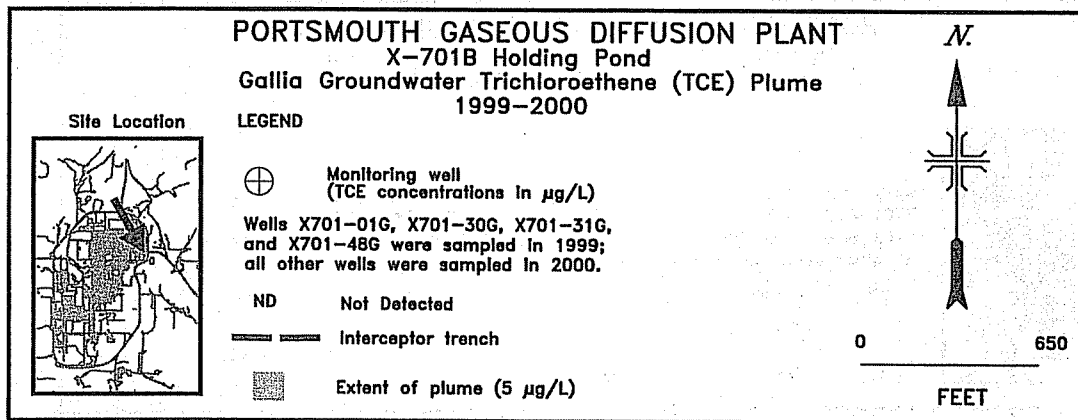 PORTSMOUTH GASEOUS DIFFUSION PLANT
X-701B Holding Pond
Gallia Groundwater Trichloroethene (TCE) Plume
1999-2000
N.
Site Location
LEGEND
Monitoring well
(TCE concentrations in µg/L)
Wells X701-01G, X701-30G, X701-31G,
and X701-48G were sampled in 1999;
all other wells were sampled in 2000.
ND Not Detected
Interceptor trench
Extent of plume (5 µg/L)
0 650
FEET